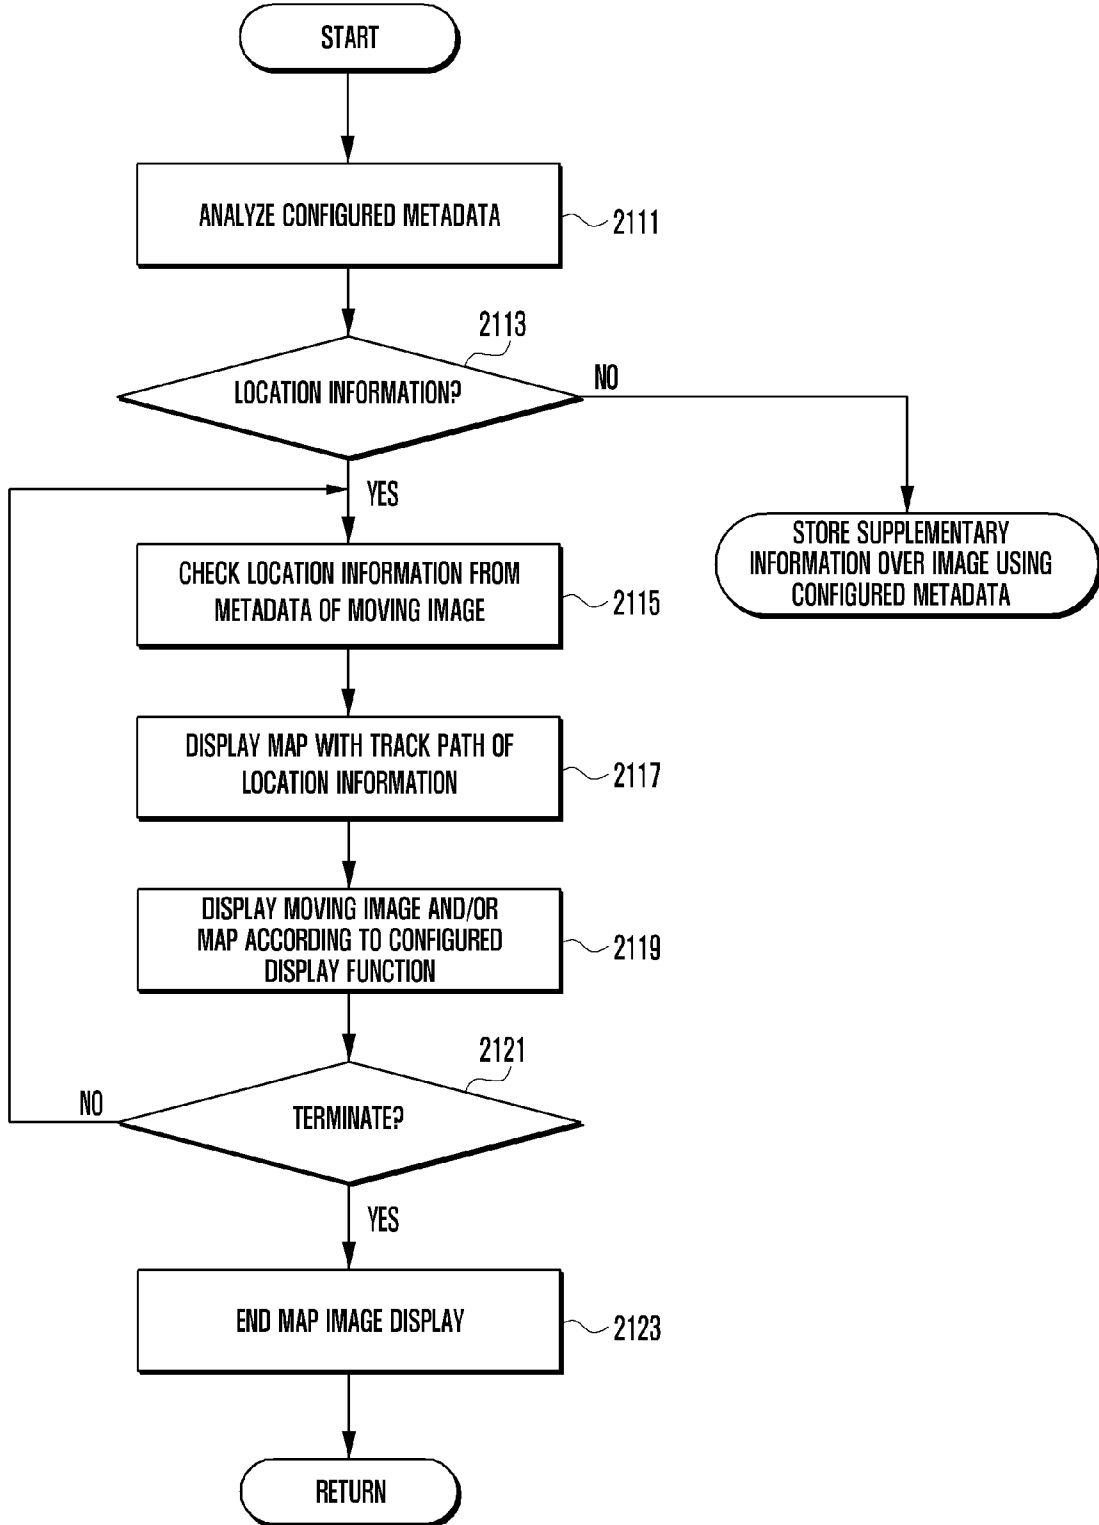 START
ANALYZE CONFIGURED METADATA
2111
2113
LOCATION INFORMATION?
NO
YES
STORE SUPPLEMENTARY
INFORMATION OVER IMAGE USING
CONFIGURED METADATA
CHECK LOCATION INFORMATION FROM
METADATA OF MOVING IMAGE
2115
DISPLAY MAP WITH TRACK PATH OF
LOCATION INFORMATION
2117
DISPLAY MOVING IMAGE AND/OR
MAP ACCORDING TO CONFIGURED
DISPLAY FUNCTION
2119
2121
NO
TERMINATE?
YES
END MAP IMAGE DISPLAY
2123
RETURN